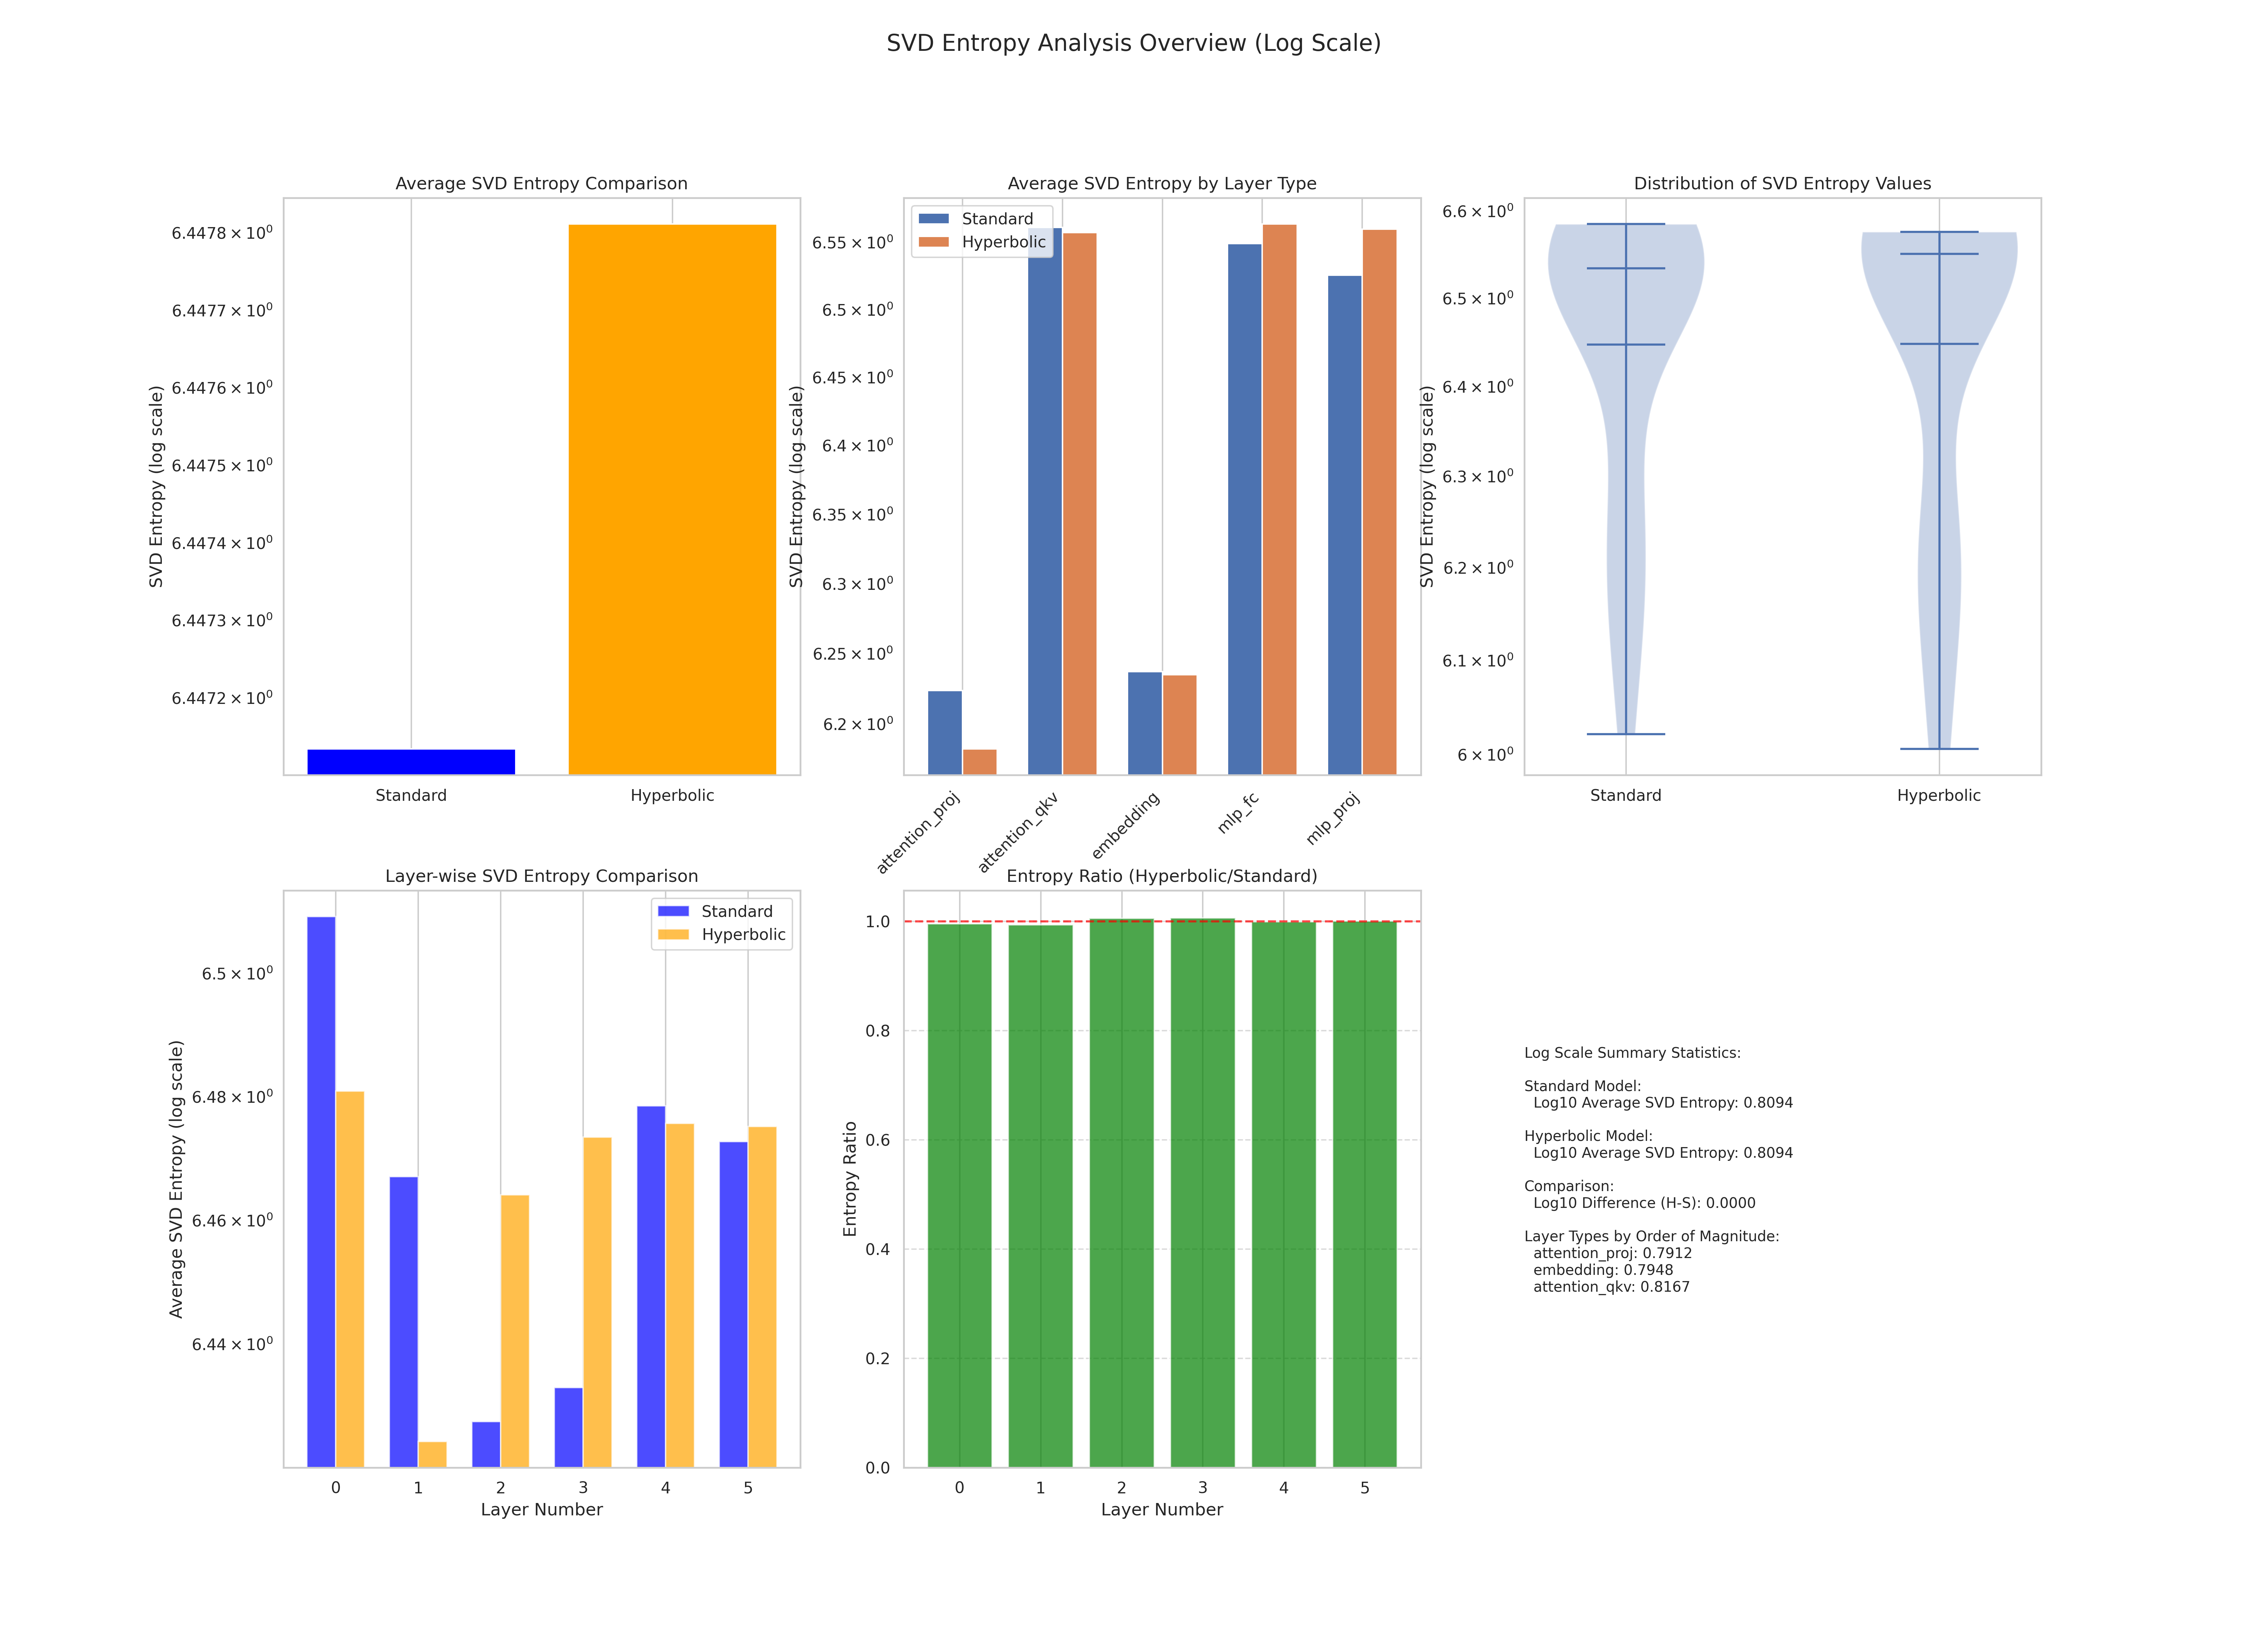 SVD Entropy Analysis Overview (Log Scale)
Average SVD Entropy Comparison
SVD Entropy (log scale)
6.4478 × 10⁰
6.4477 × 10⁰
6.4476 × 10⁰
6.4475 × 10⁰
6.4474 × 10⁰
6.4473 × 10⁰
6.4472 × 10⁰
Standard
Hyperbolic
Average SVD Entropy by Layer Type
Standard
Hyperbolic
SVD Entropy (log scale)
6.55 × 10⁰
6.5 × 10⁰
6.45 × 10⁰
6.4 × 10⁰
6.35 × 10⁰
6.3 × 10⁰
6.25 × 10⁰
6.2 × 10⁰
attention_proj
attention_qkv
embedding
mlp_fc
mlp_proj
Distribution of SVD Entropy Values
SVD Entropy (log scale)
6.6 × 10⁰
6.5 × 10⁰
6.4 × 10⁰
6.3 × 10⁰
6.2 × 10⁰
6.1 × 10⁰
6 × 10⁰
Standard
Hyperbolic
Layer-wise SVD Entropy Comparison
Standard
Hyperbolic
Average SVD Entropy (log scale)
6.5 × 10⁰
6.48 × 10⁰
6.46 × 10⁰
6.44 × 10⁰
0 1 2 3 4 5
Layer Number
Entropy Ratio (Hyperbolic/Standard)
Entropy Ratio
1.0
0.8
0.6
0.4
0.2
0.0
0 1 2 3 4 5
Layer Number
Log Scale Summary Statistics:
Standard Model:
Log10 Average SVD Entropy: 0.8094
Hyperbolic Model:
Log10 Average SVD Entropy: 0.8094
Comparison:
Log10 Difference (H-S): 0.0000
Layer Types by Order of Magnitude:
attention_proj: 0.7912
embedding: 0.7948
attention_qkv: 0.8167